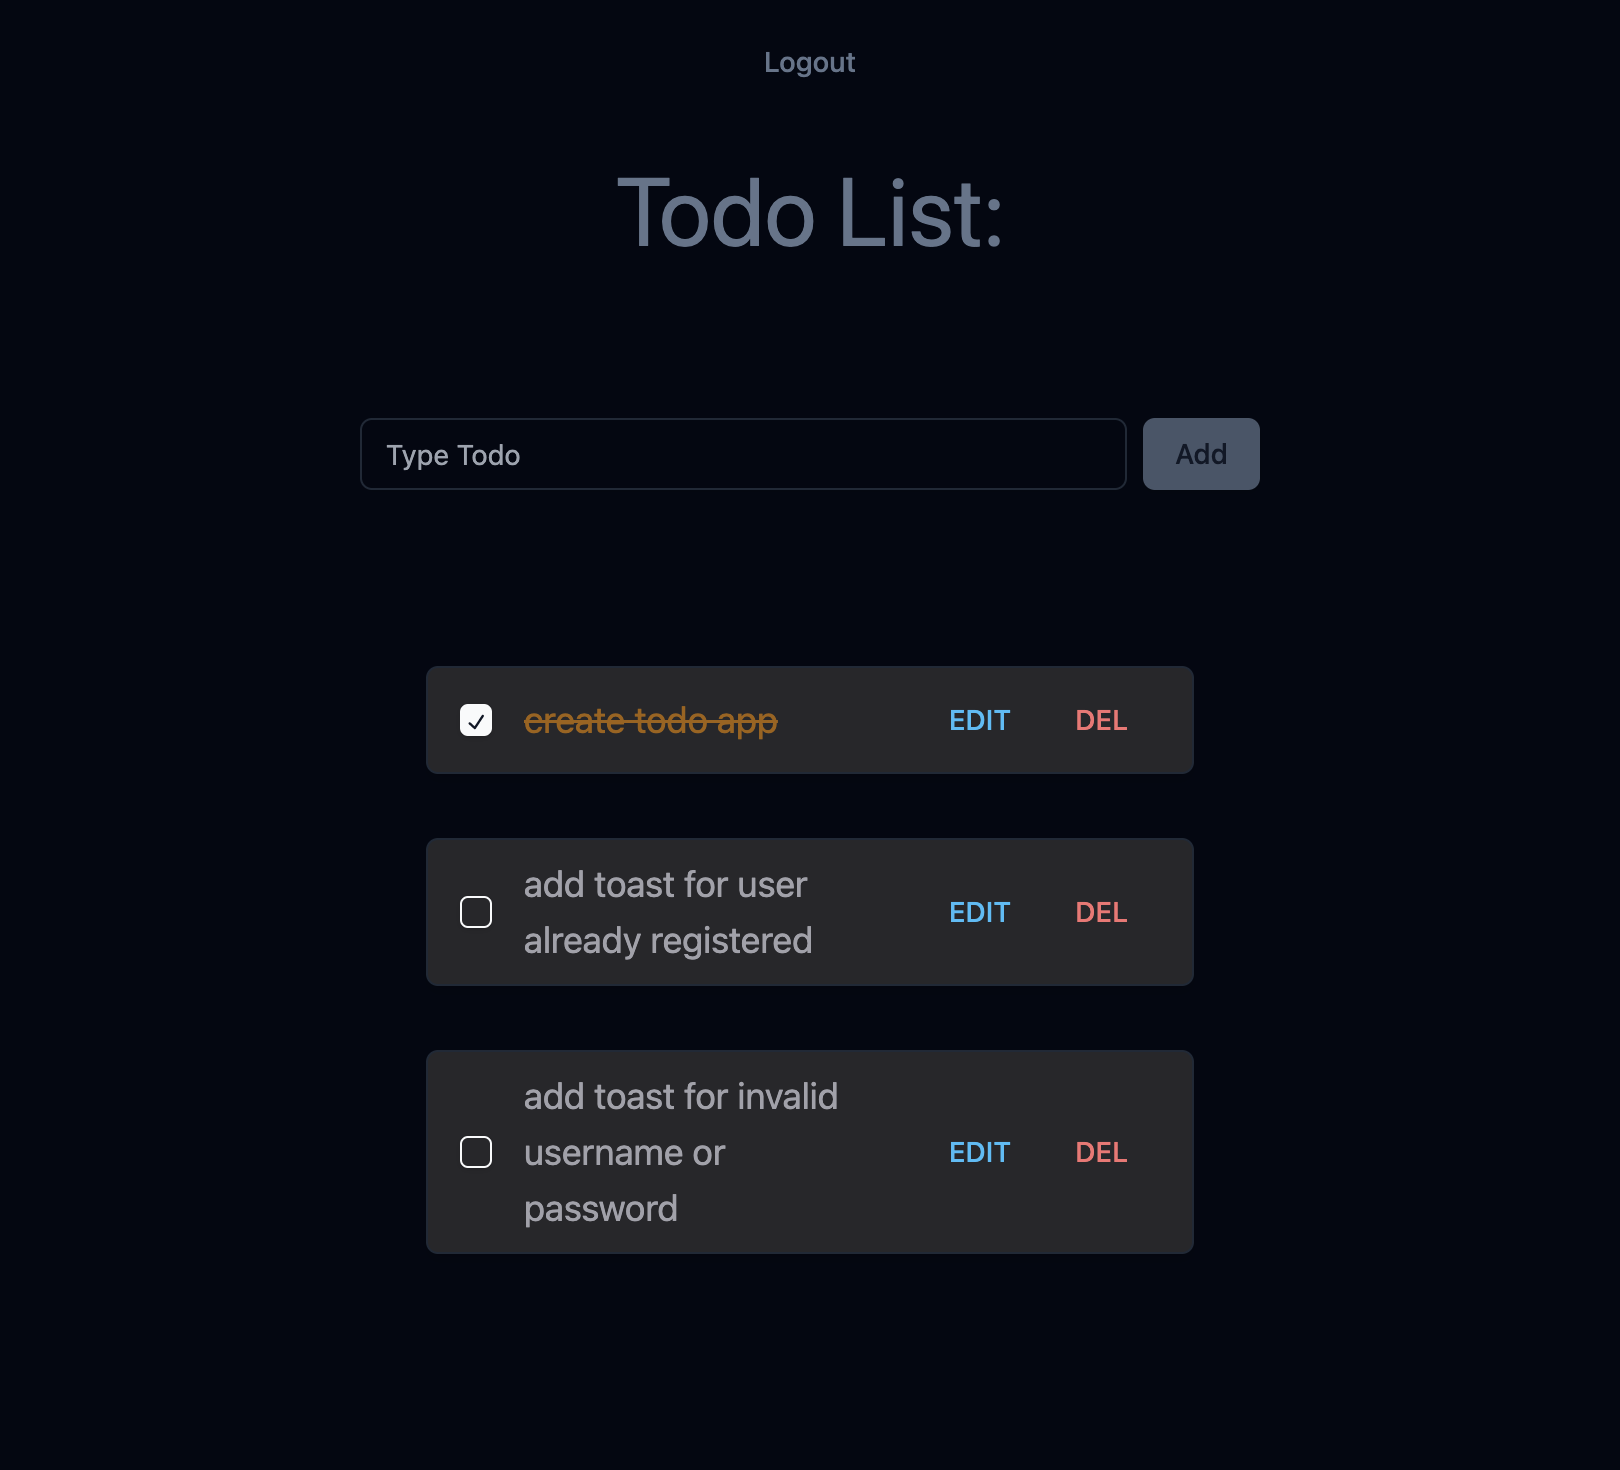 Logout
Todo List:
Type Todo
Add
create todo app
EDIT
DEL
add toast for user
already registered
EDIT
DEL
add toast for invalid
username or
password
EDIT
DEL